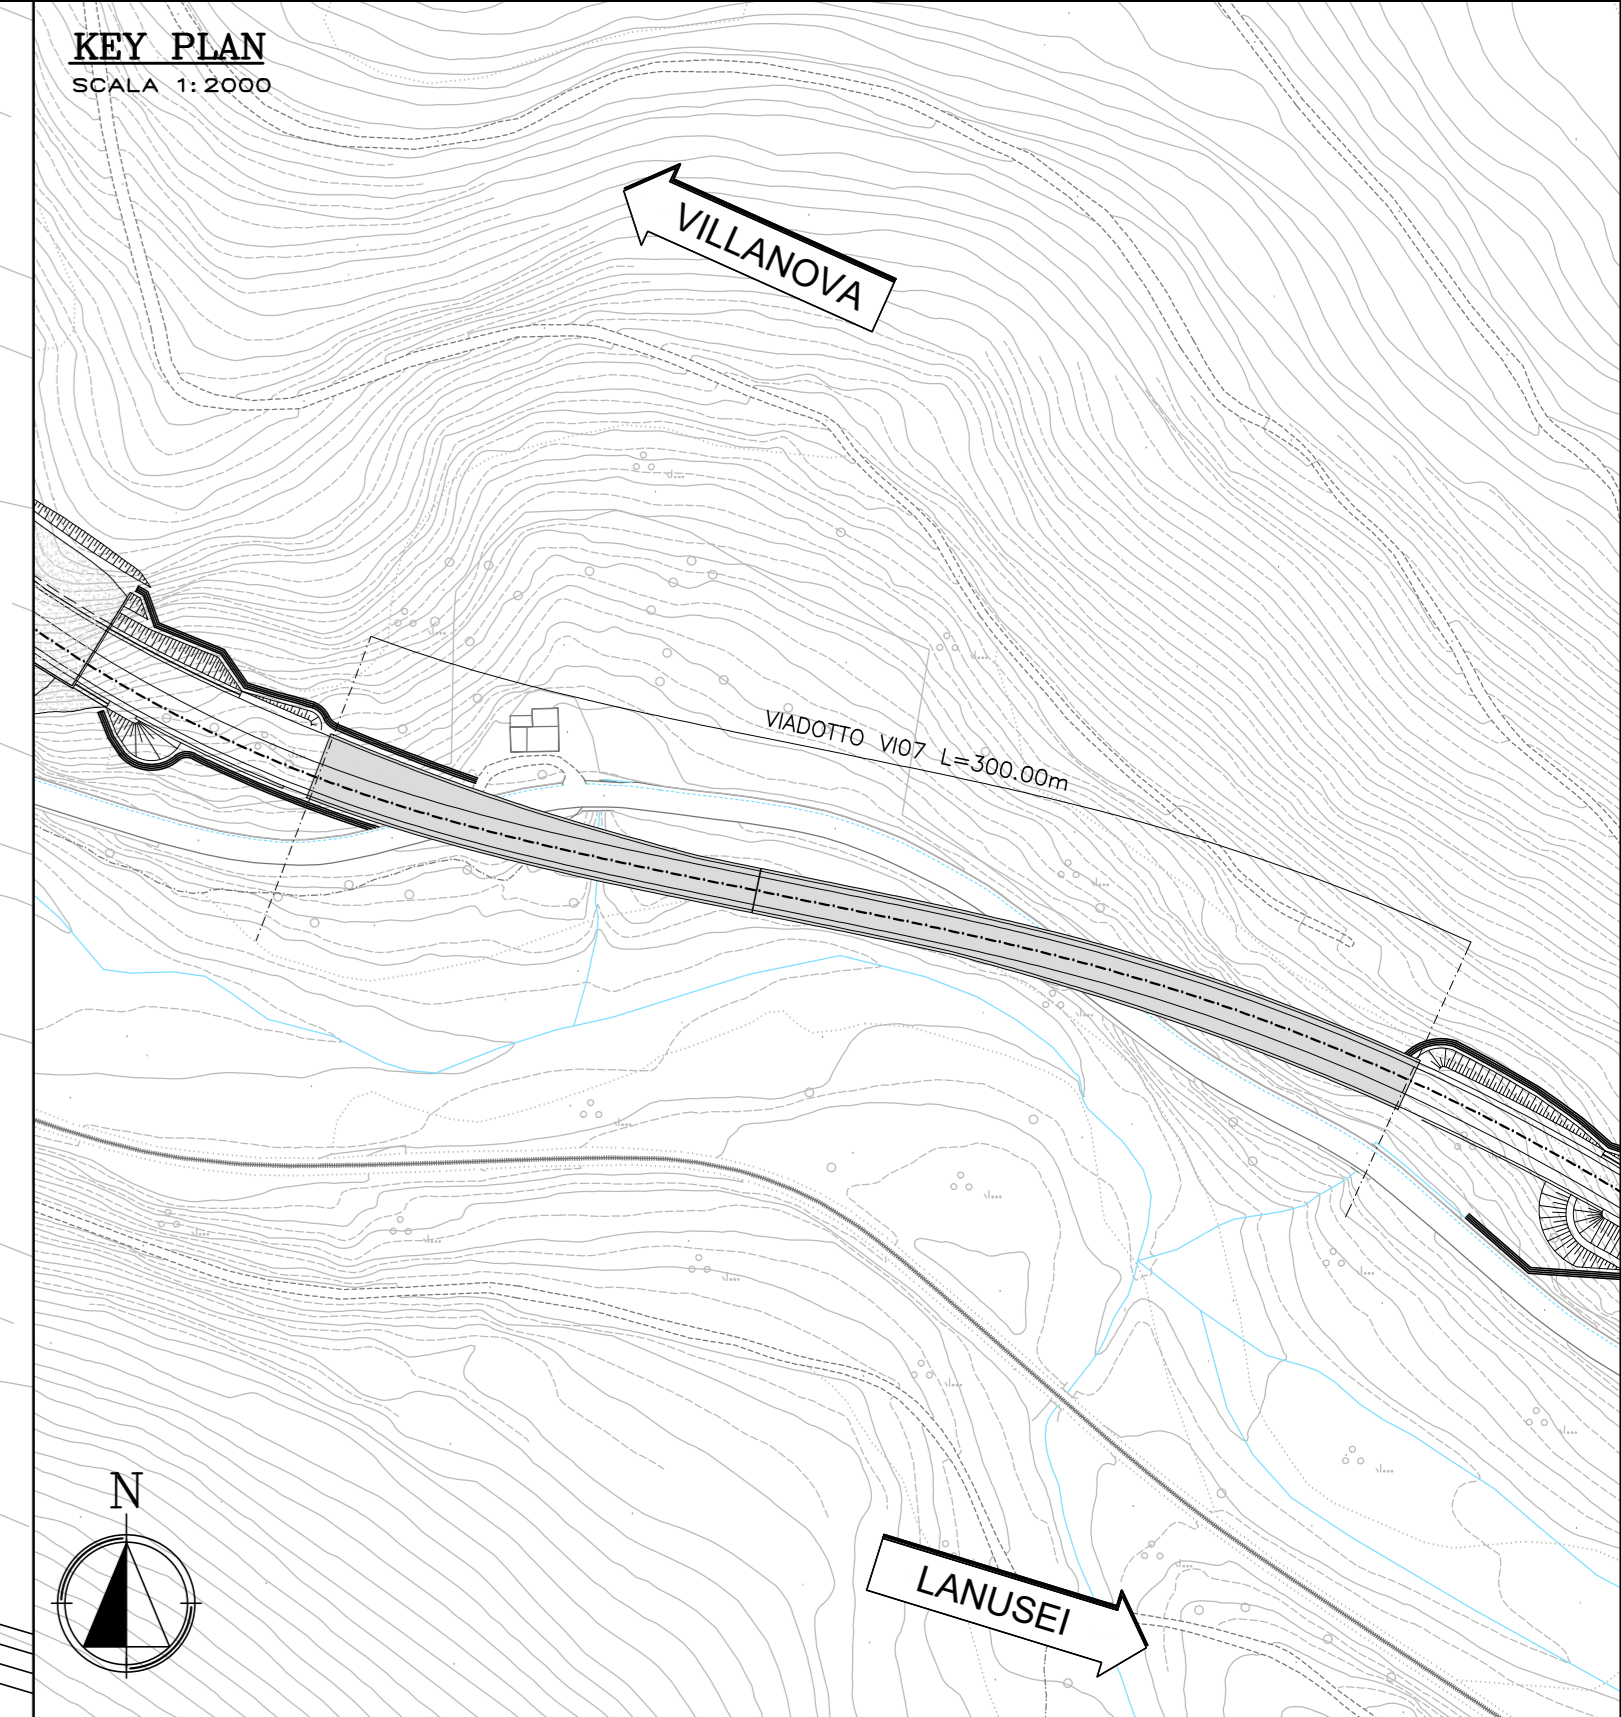 KEY PLAN
SCALA 1:2000
VILLANOVA
VIADOTTO VI07 L=300.00m
N
LANUSEI